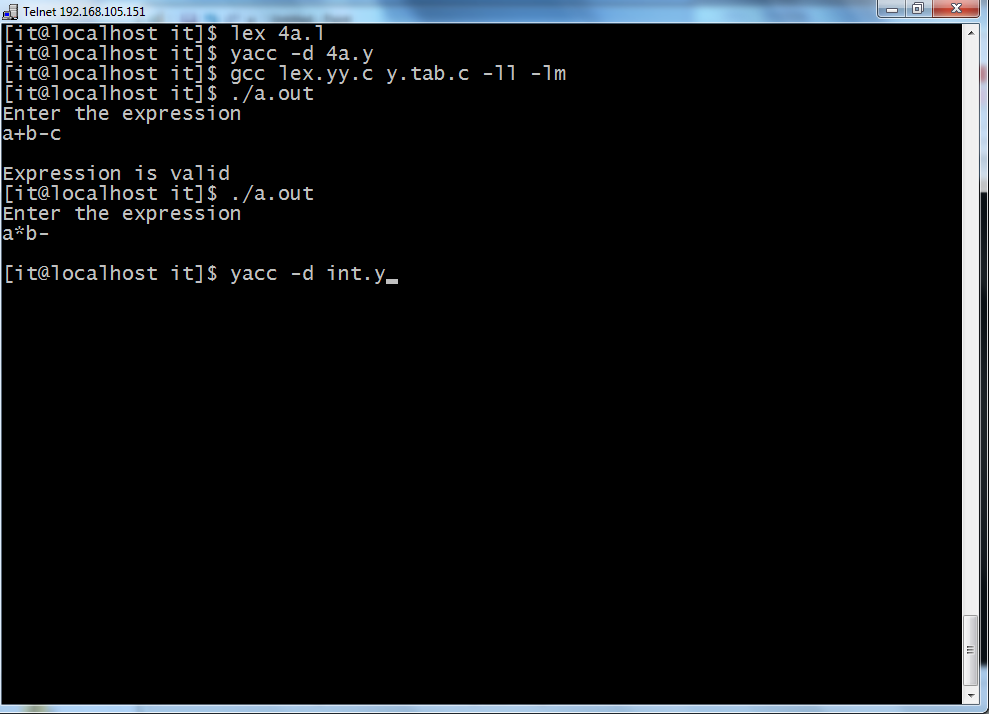 Telnet 192.168.105.151
[it@localhost it]$ lex 4a.l
[it@localhost it]$ yacc -d 4a.y
[it@localhost it]$ gcc lex.yy.c y.tab.c -ll -lm
[it@localhost it]$ ./a.out
Enter the expression
a+b-c
Expression is valid
[it@localhost it]$ ./a.out
Enter the expression
a*b-
[it@localhost it]$ yacc -d int.y